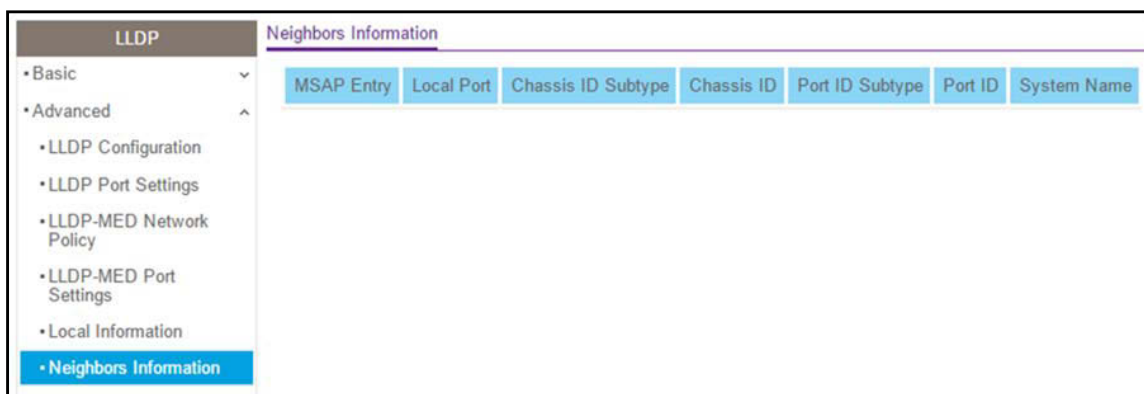 LLDP
Basic
Advanced
LLDP Configuration
LLDP Port Settings
LLDP-MED Network
Policy
LLDP-MED Port
Settings
Local Information
Neighbors Information
Neighbors Information
MSAP Entry Local Port Chassis ID Subtype Chassis ID Port ID Subtype Port ID System Name